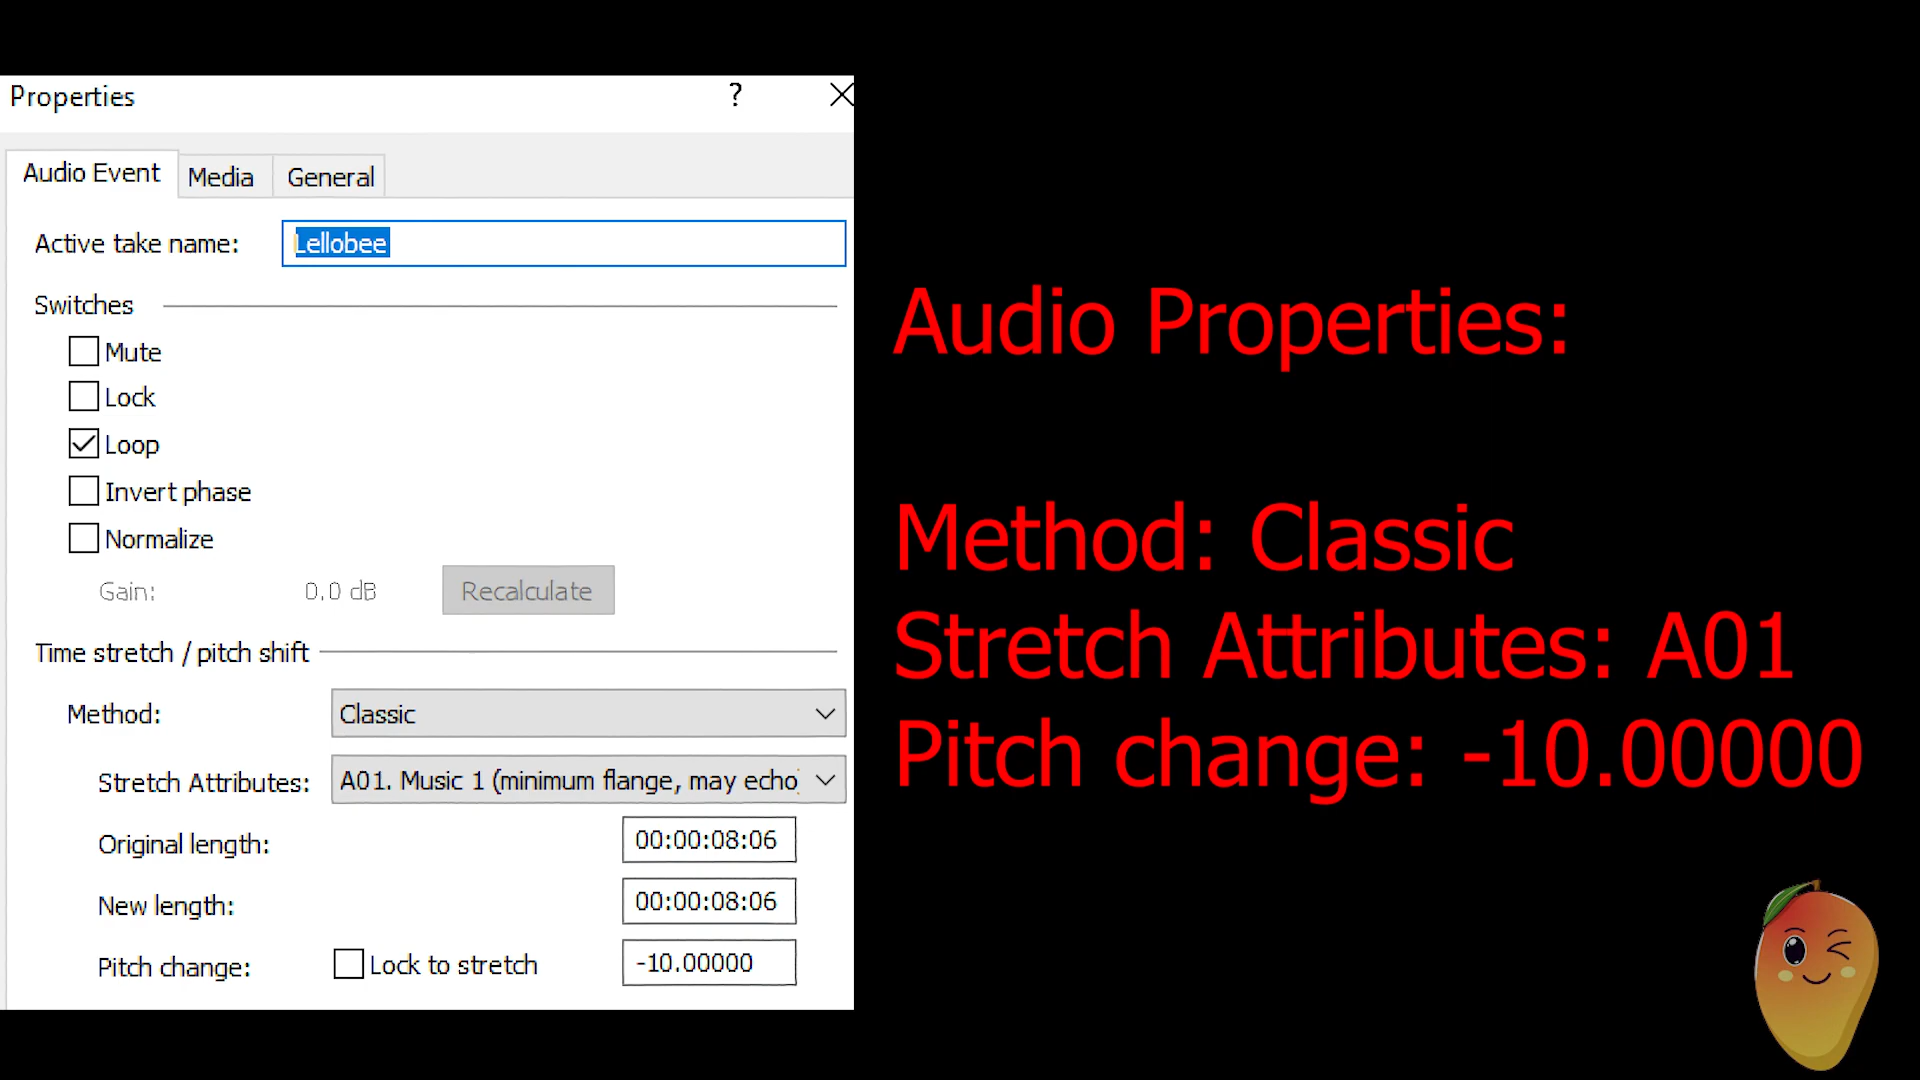 Properties
?
Audio Event Media General
Active take name: Lellobee
Switches
Mute
Lock
Loop
Invert phase
Normalize
Gain: 0,0 dB Recalculate
Time stretch / pitch shift
Method: Classic
Stretch Attributes: A01. Music 1 (minimum flange, may echo)
Original length: 00:00:08:06
New length: 00:00:08:06
Pitch change: Lock to stretch -10.00000
Audio Properties:
Method: Classic
Stretch Attributes: A01
Pitch change: -10.00000